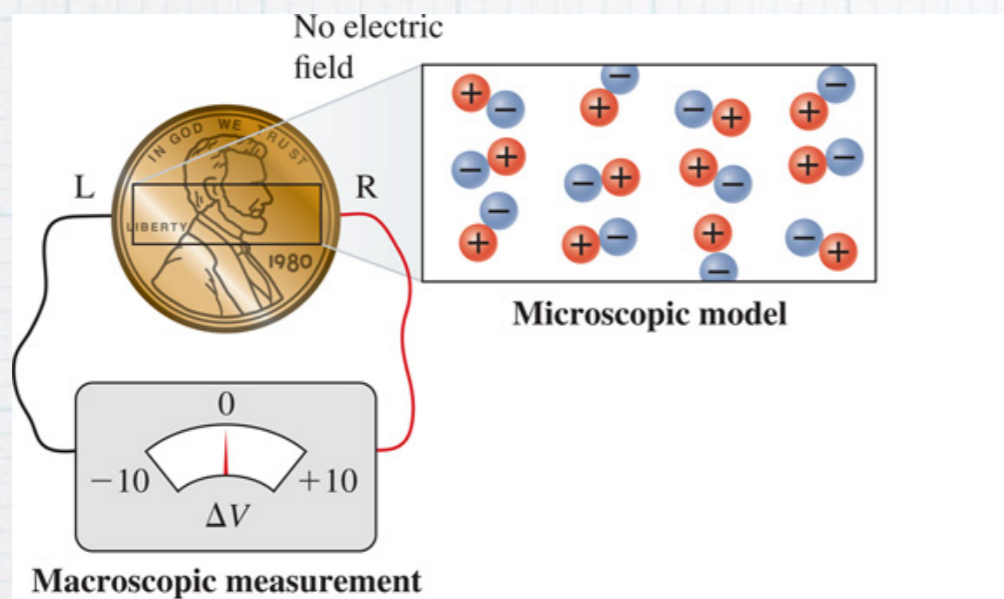 No electric
field
IN GOD WE TRUST
L
R
LIBERTY
1980
+ − + − − + + −
− + − + + − + −
− + + − + − − +
Microscopic model
0
−10
+10
ΔV
Macroscopic measurement